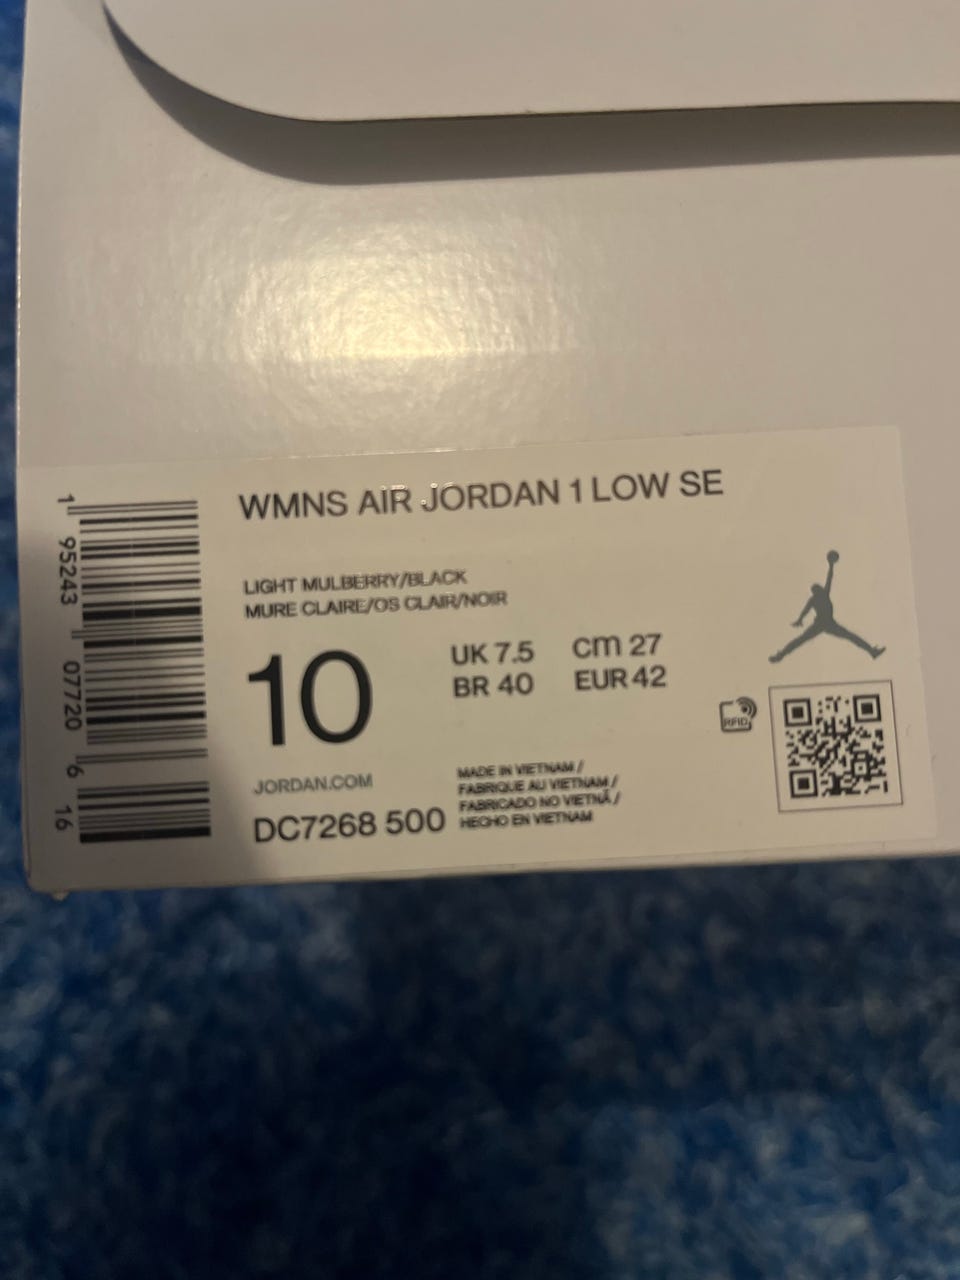 WMNS AIR JORDAN 1 LOW SE
LIGHT MULBERRY/BLACK
MURE CLAIRE/OS CLAIR/NOIR
10
UK 7.5 cm 27
BR 40 EUR 42
RFID
JORDAN.COM
DC7268 500
MADE IN VIETNAM /
FABRIQUE AU VIETNAM /
FABRICADO NO VIETNÃ /
HECHO EN VIETNAM
1 95243 07720 6 16